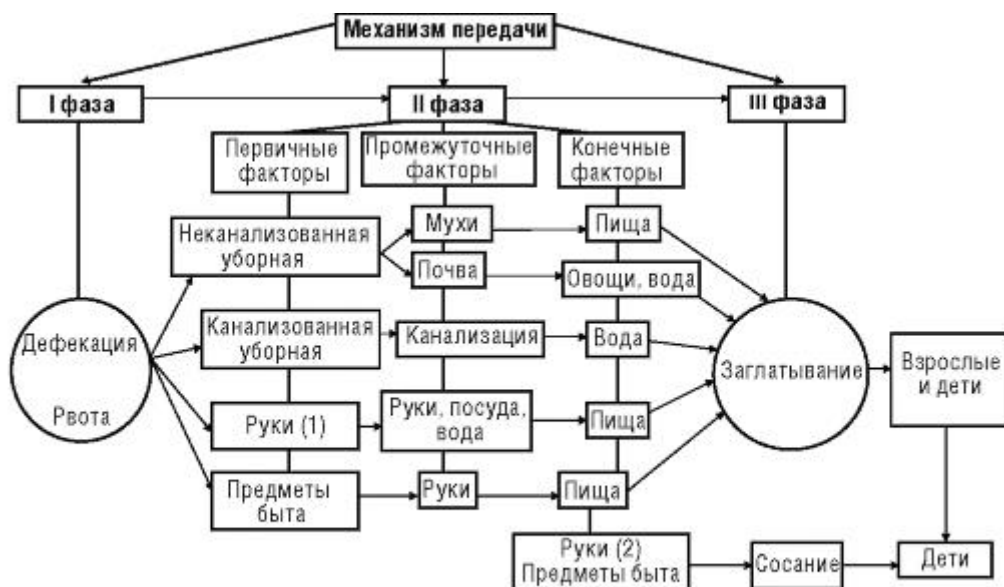 Механизм передачи
I фаза
II фаза
III фаза
Первичные
факторы
Промежуточные
факторы
Конечные
факторы
Неканализованная
уборная
Мухи
Пища
Почва
Овощи, вода
Дефекация
Рвота
Канализованная
уборная
Канализация
Вода
Заглатывание
Взрослые
и дети
Руки (1)
Руки, посуда,
вода
Пища
Предметы
быта
Руки
Пища
Руки (2)
Предметы быта
Сосание
Дети